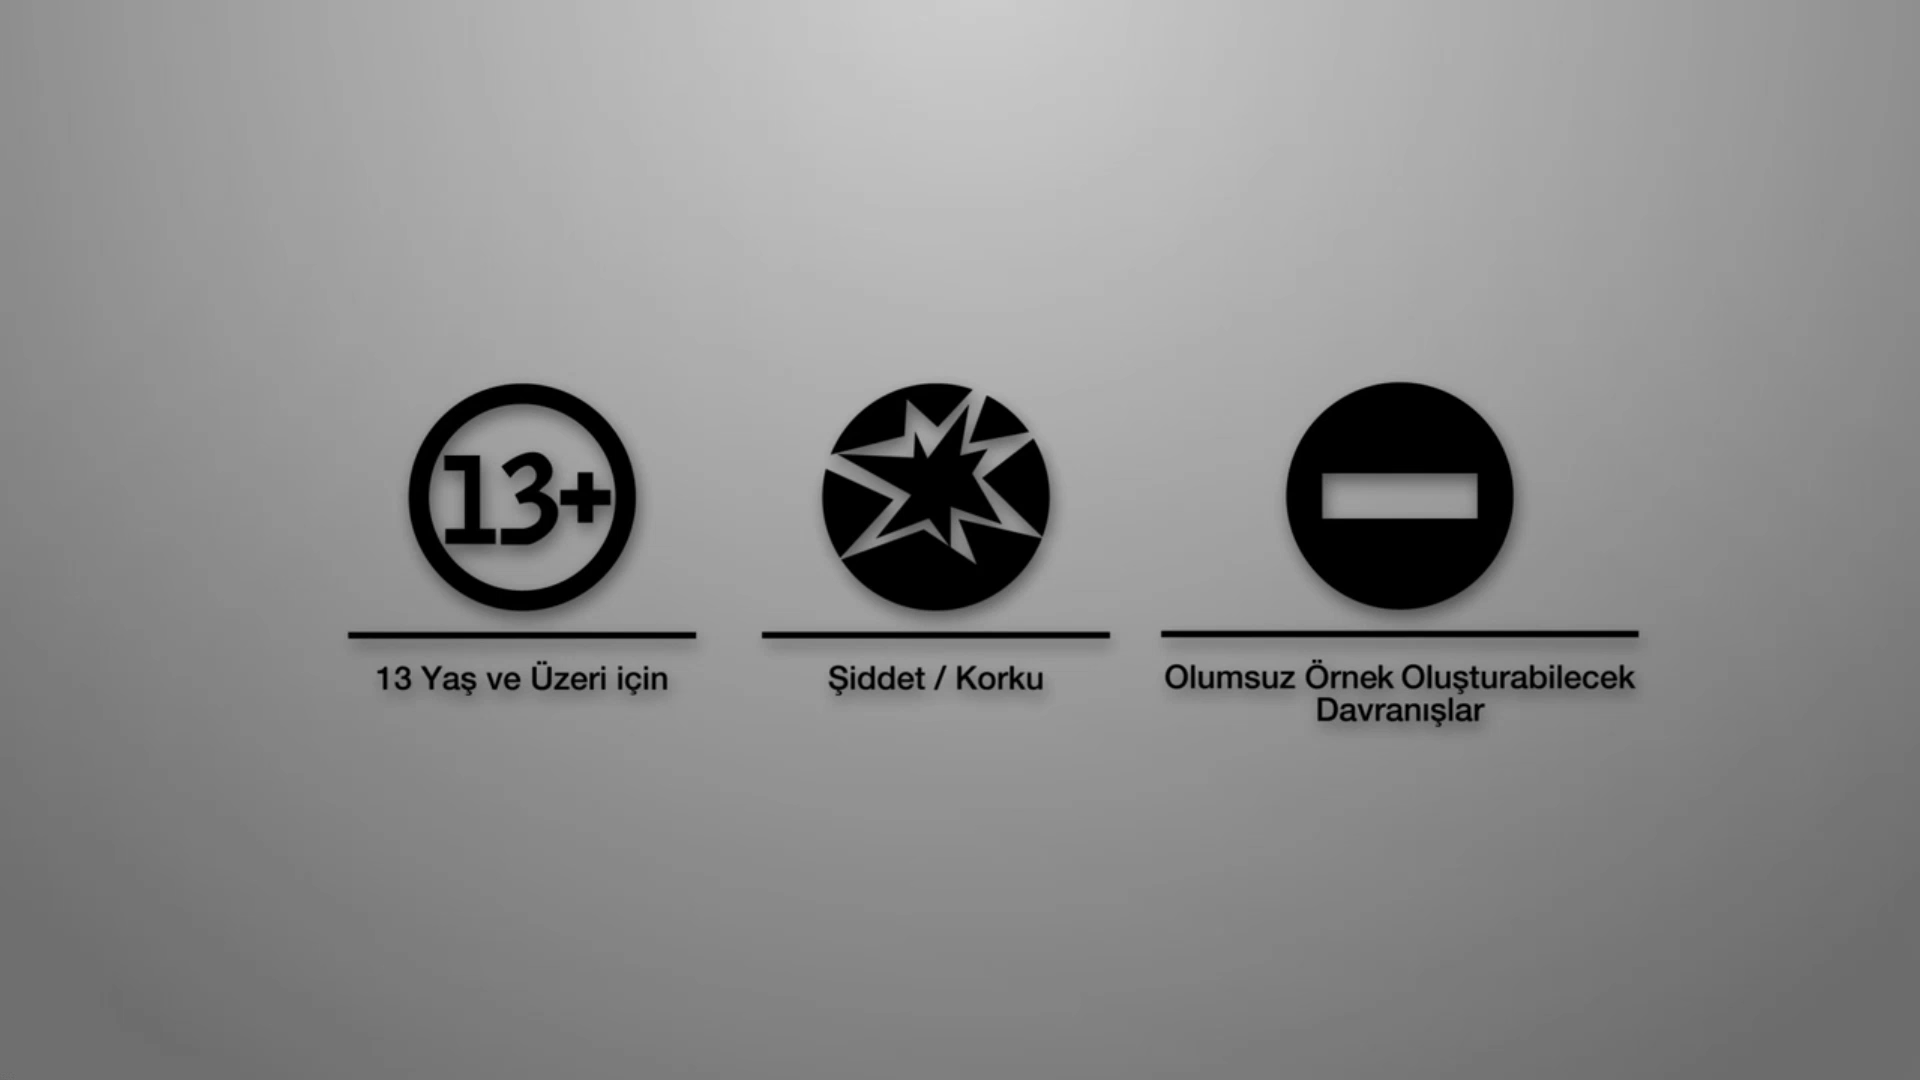 13+
13 Yaş ve Üzeri için
Şiddet / Korku
Olumsuz Örnek Oluşturabilecek
Davranışlar